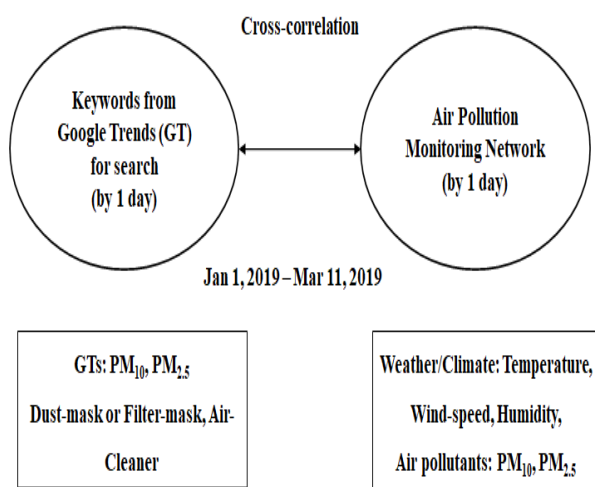 Cross-correlation
Keywords from
Google Trends (GT)
for search
(by 1 day)
Air Pollution
Monitoring Network
(by 1 day)
Jan 1, 2019 – Mar 11, 2019
GTs: PM₁₀, PM₂.₅
Dust-mask or Filter-mask, Air-
Cleaner
Weather/Climate: Temperature,
Wind-speed, Humidity,
Air pollutants: PM₁₀, PM₂.₅